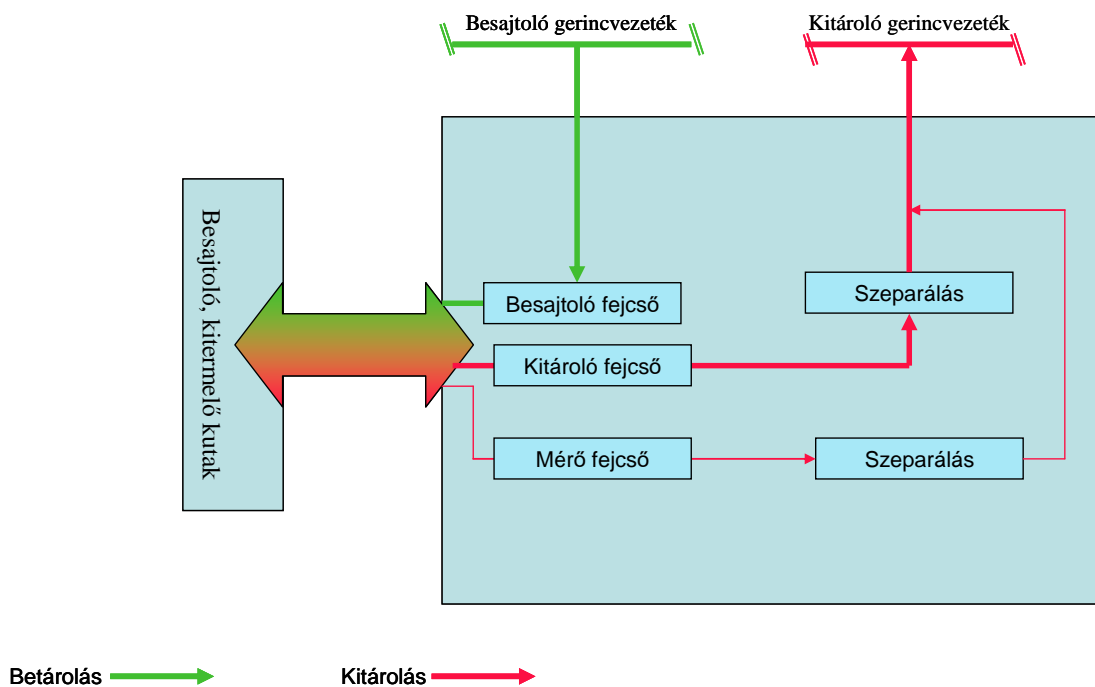 Besajtoló gerincvezeték
Kitároló gerincvezeték
Besajtoló, kitermelő kutak
Besajtoló fejcső
Szeparálás
Kitároló fejcső
Mérő fejcső
Szeparálás
Betárolás
Kitárolás